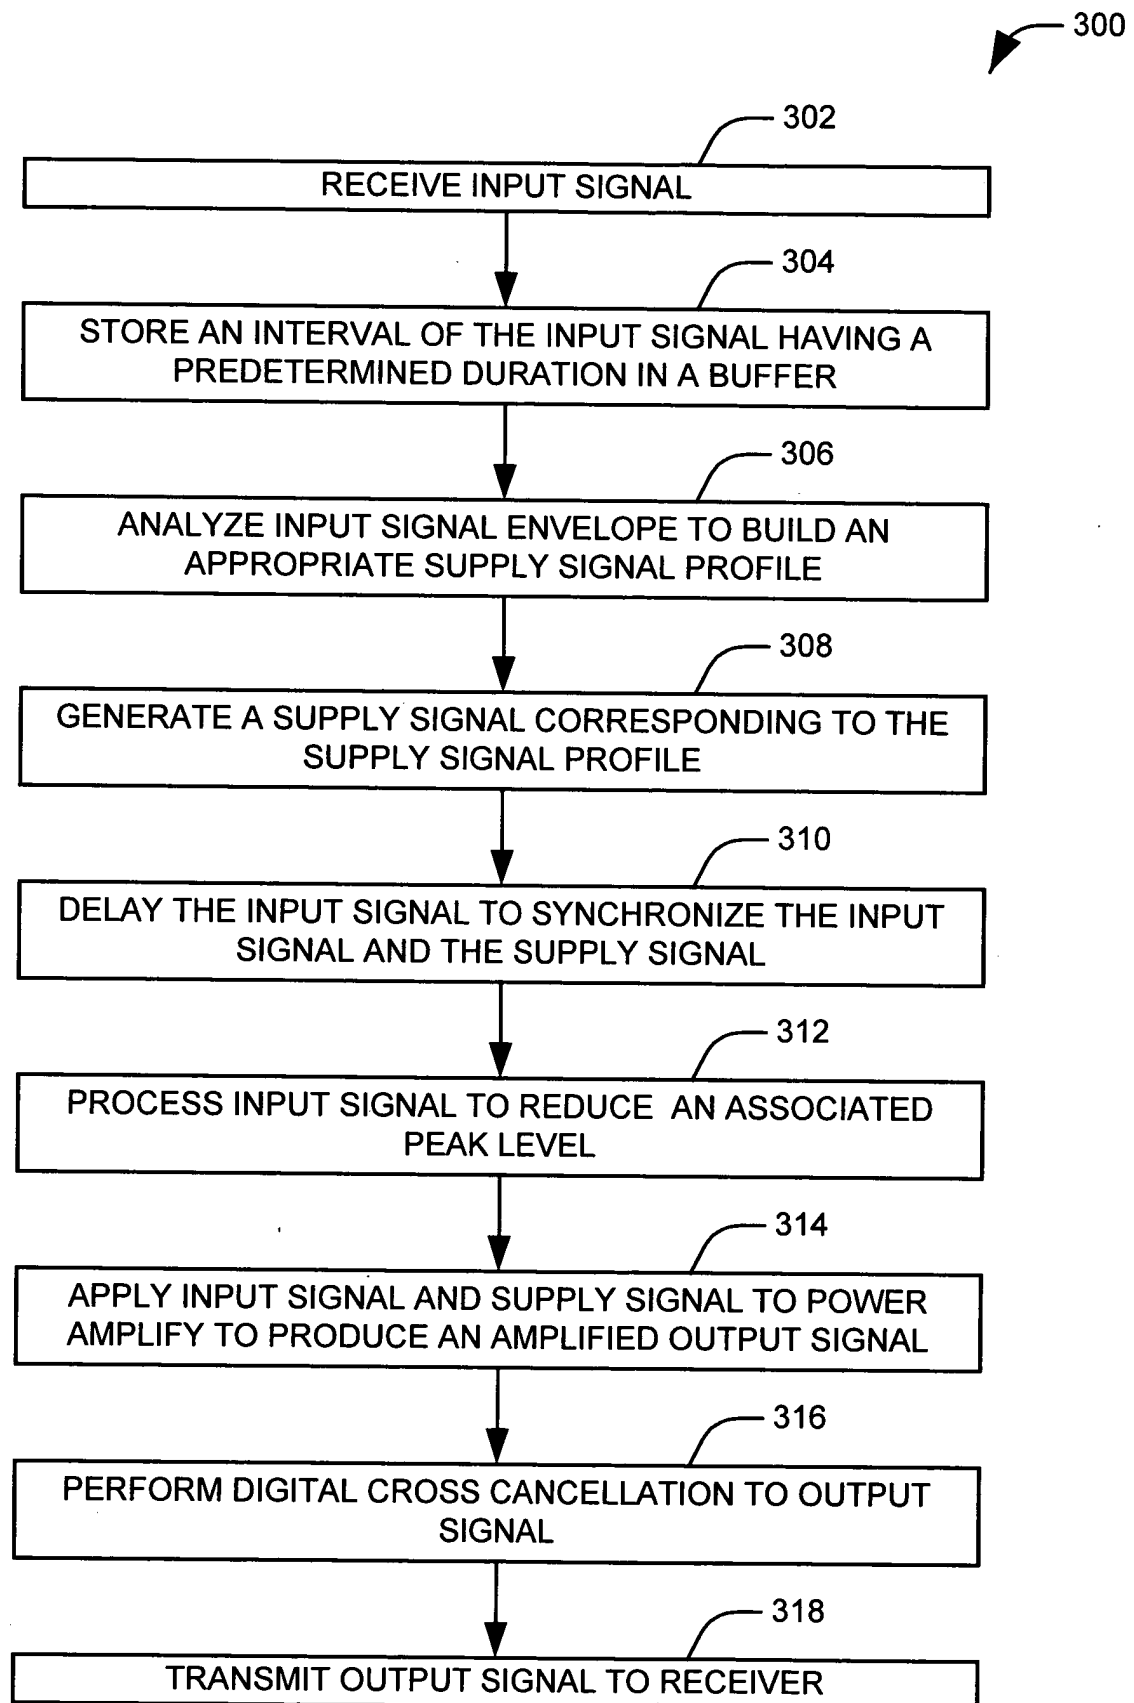 300
302
RECEIVE INPUT SIGNAL
304
STORE AN INTERVAL OF THE INPUT SIGNAL HAVING A
PREDETERMINED DURATION IN A BUFFER
306
ANALYZE INPUT SIGNAL ENVELOPE TO BUILD AN
APPROPRIATE SUPPLY SIGNAL PROFILE
308
GENERATE A SUPPLY SIGNAL CORRESPONDING TO THE
SUPPLY SIGNAL PROFILE
310
DELAY THE INPUT SIGNAL TO SYNCHRONIZE THE INPUT
SIGNAL AND THE SUPPLY SIGNAL
312
PROCESS INPUT SIGNAL TO REDUCE AN ASSOCIATED
PEAK LEVEL
314
APPLY INPUT SIGNAL AND SUPPLY SIGNAL TO POWER
AMPLIFY TO PRODUCE AN AMPLIFIED OUTPUT SIGNAL
316
PERFORM DIGITAL CROSS CANCELLATION TO OUTPUT
SIGNAL
318
TRANSMIT OUTPUT SIGNAL TO RECEIVER